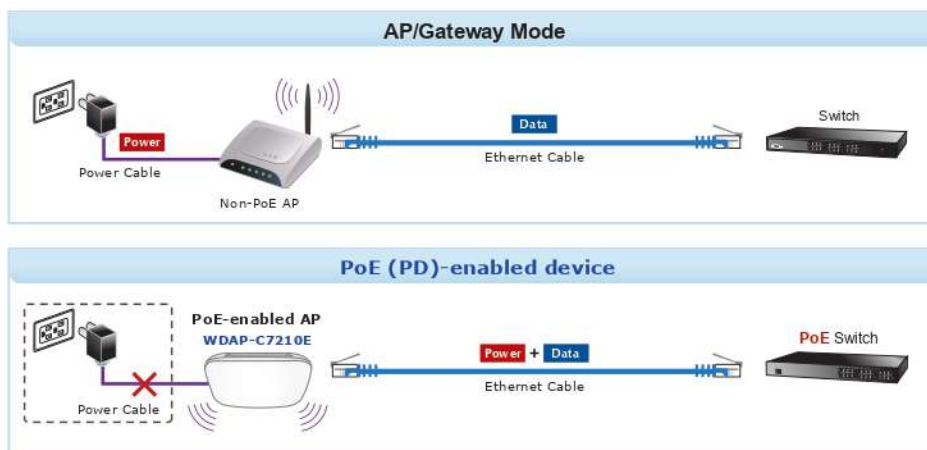 AP/Gateway Mode
Power
Power Cable
Non-PoE AP
Data
Ethernet Cable
Switch
PoE (PD)-enabled device
Power Cable
PoE-enabled AP
WDAP-C7210E
Power + Data
Ethernet Cable
PoE Switch